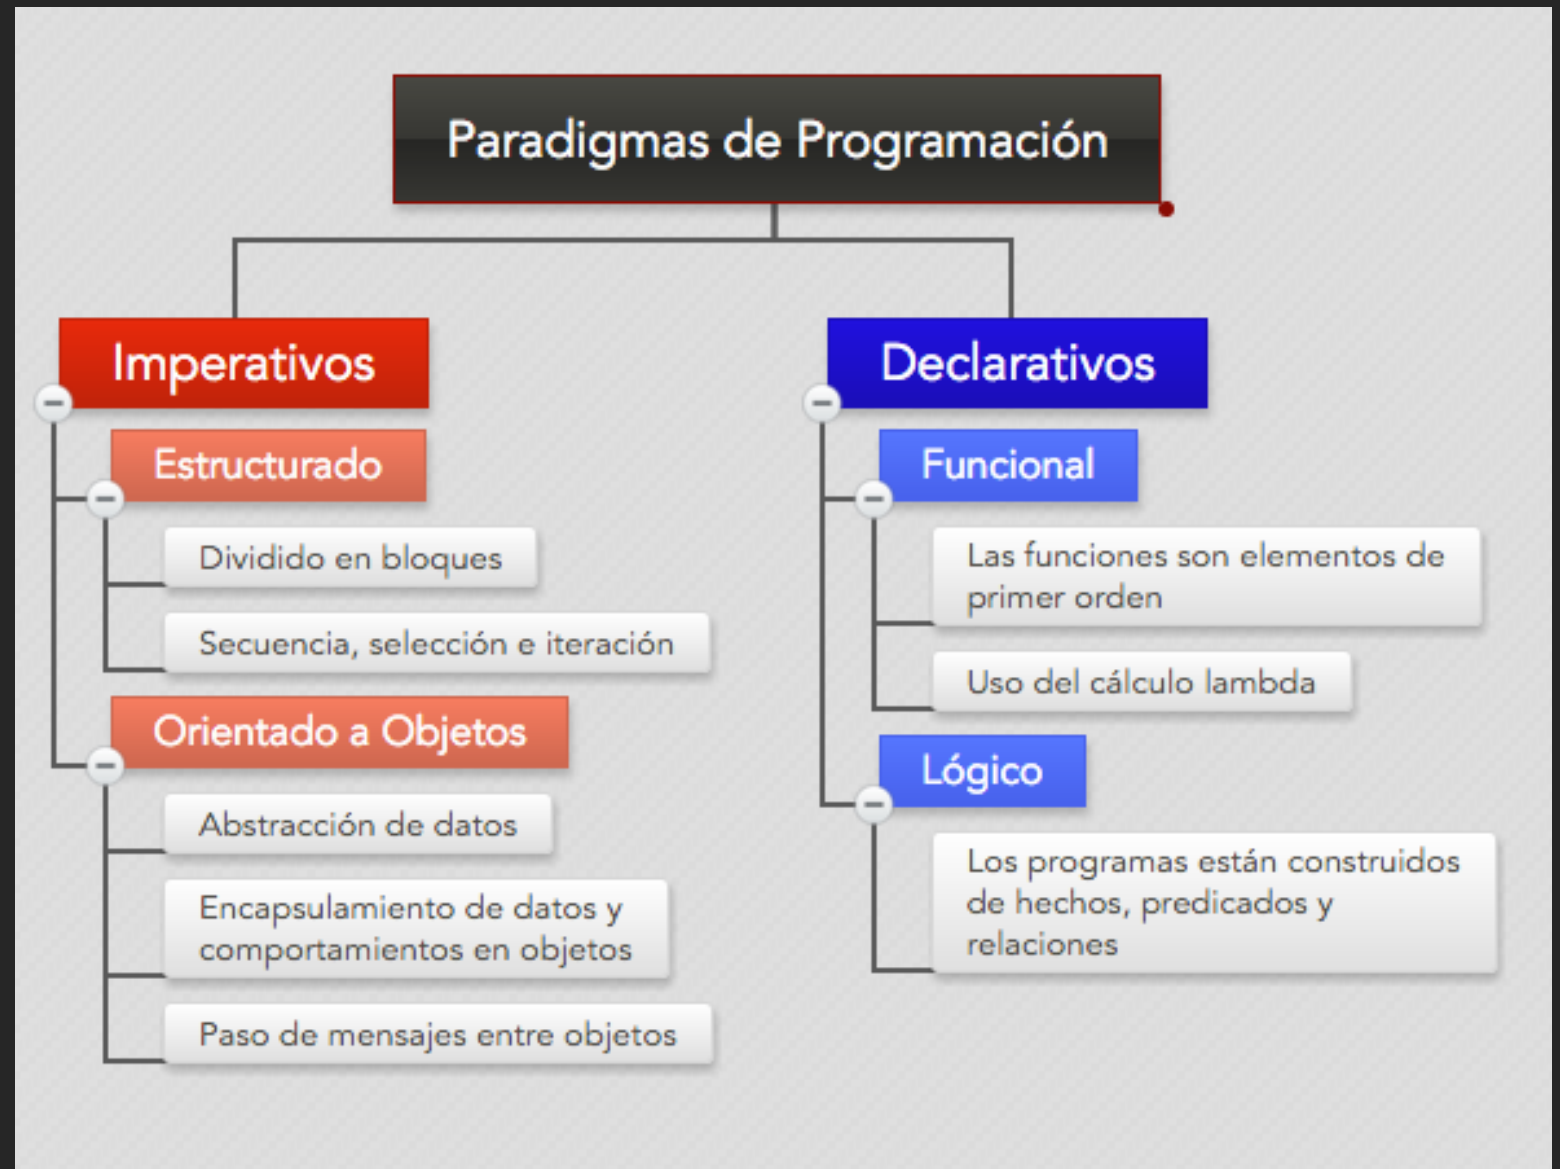 Paradigmas de Programación
Imperativos
Estructurado
Dividido en bloques
Secuencia, selección e iteración
Orientado a Objetos
Abstracción de datos
Encapsulamiento de datos y
comportamientos en objetos
Paso de mensajes entre objetos
Declarativos
Funcional
Las funciones son elementos de
primer orden
Uso del cálculo lambda
Lógico
Los programas están construidos
de hechos, predicados y
relaciones